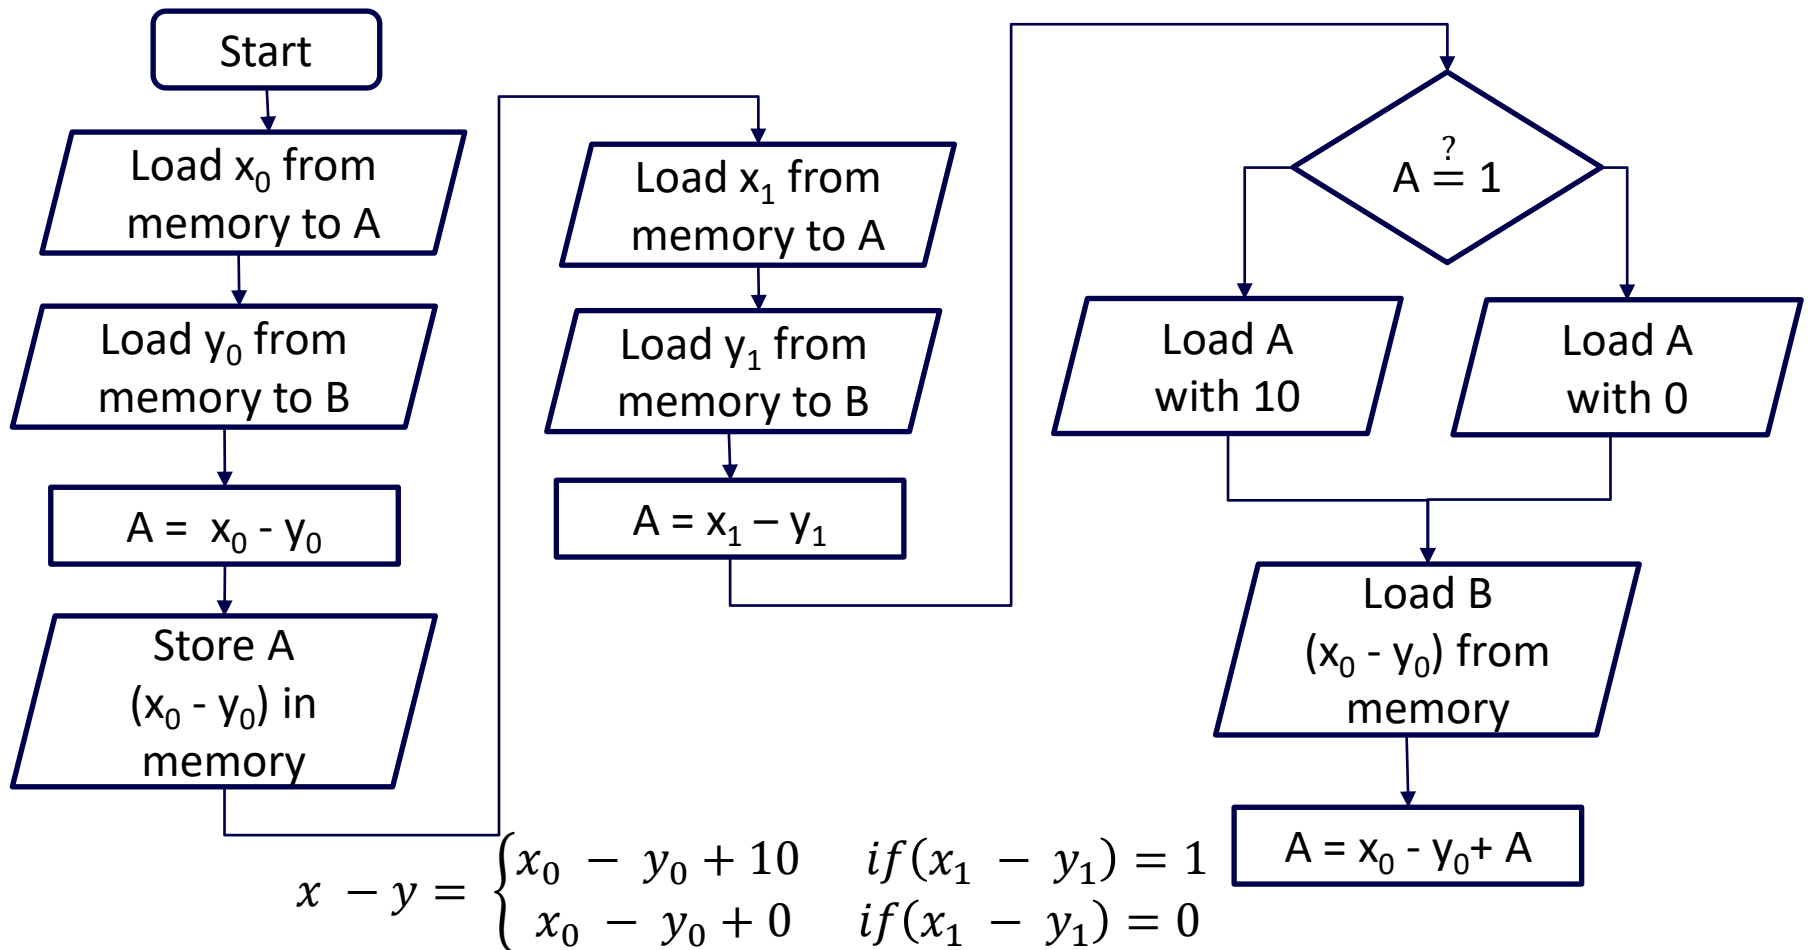 Start
Load x₀ from
memory to A
Load y₀ from
memory to B
A = x₀ - y₀
Store A
(x₀ - y₀) in
memory
Load x₁ from
memory to A
Load y₁ from
memory to B
A = x₁ – y₁
?
A = 1
Load A
with 10
Load A
with 0
Load B
(x₀ - y₀) from
memory
A = x₀ - y₀+ A
x − y = {
x₀ − y₀ + 10 if(x₁ − y₁) = 1
x₀ − y₀ + 0 if(x₁ − y₁) = 0